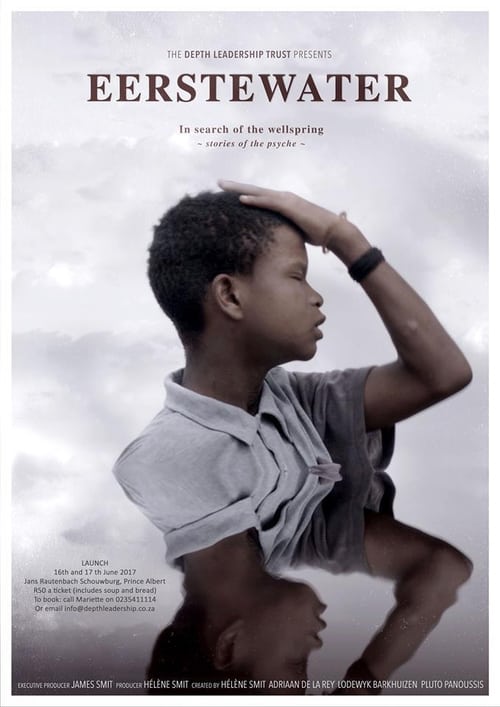 THE DEPTH LEADERSHIP TRUST PRESENTS
EERSTEWATER
In search of the wellspring
~ stories of the psyche ~
LAUNCH
16th and 17 th June 2017
Jans Rautenbach Schouwburg, Prince Albert
R50 a ticket (includes soup and bread)
To book: call Mariette on 0235411114
Or email info@depthleadership.co.za
EXECUTIVE PRODUCER JAMES SMIT PRODUCER HÉLÈNE SMIT CREATED BY HÉLÈNE SMIT ADRIAAN DE LA REY LODEWYK BARKHUIZEN PLUTO PANOUSSIS